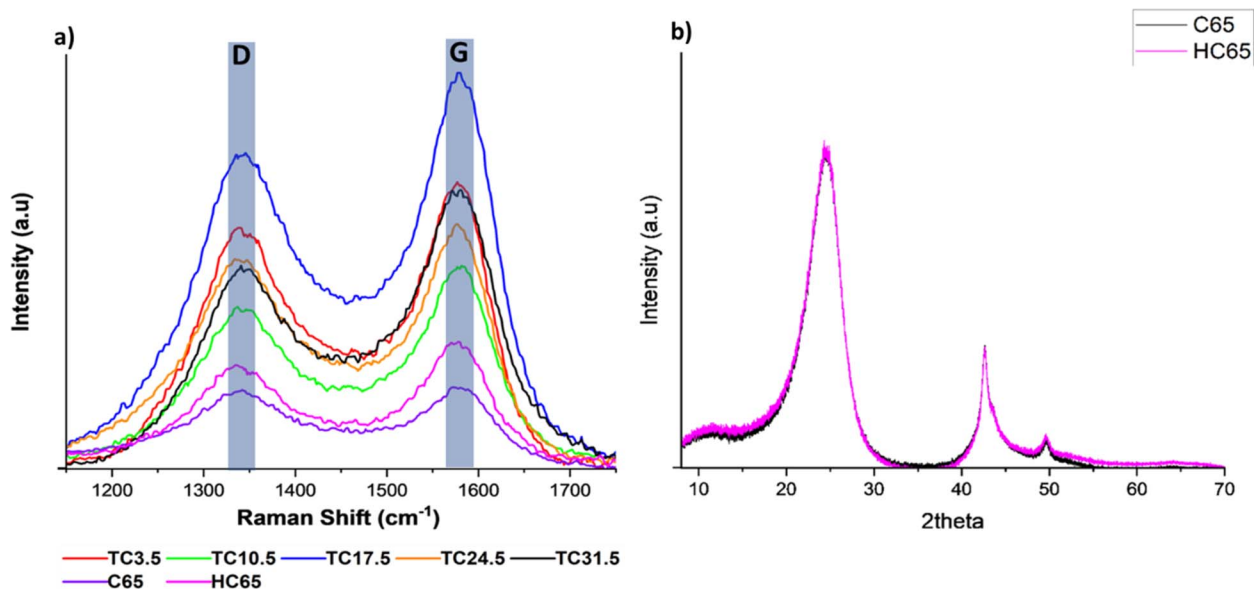 a)
D
G
Intensity (a.u)
1200 1300 1400 1500 1600 1700
Raman Shift (cm⁻¹)
TC3.5 TC10.5 TC17.5 TC24.5 TC31.5
C65 HC65
b)
C65
HC65
Intensity (a.u)
10 20 30 40 50 60 70
2theta